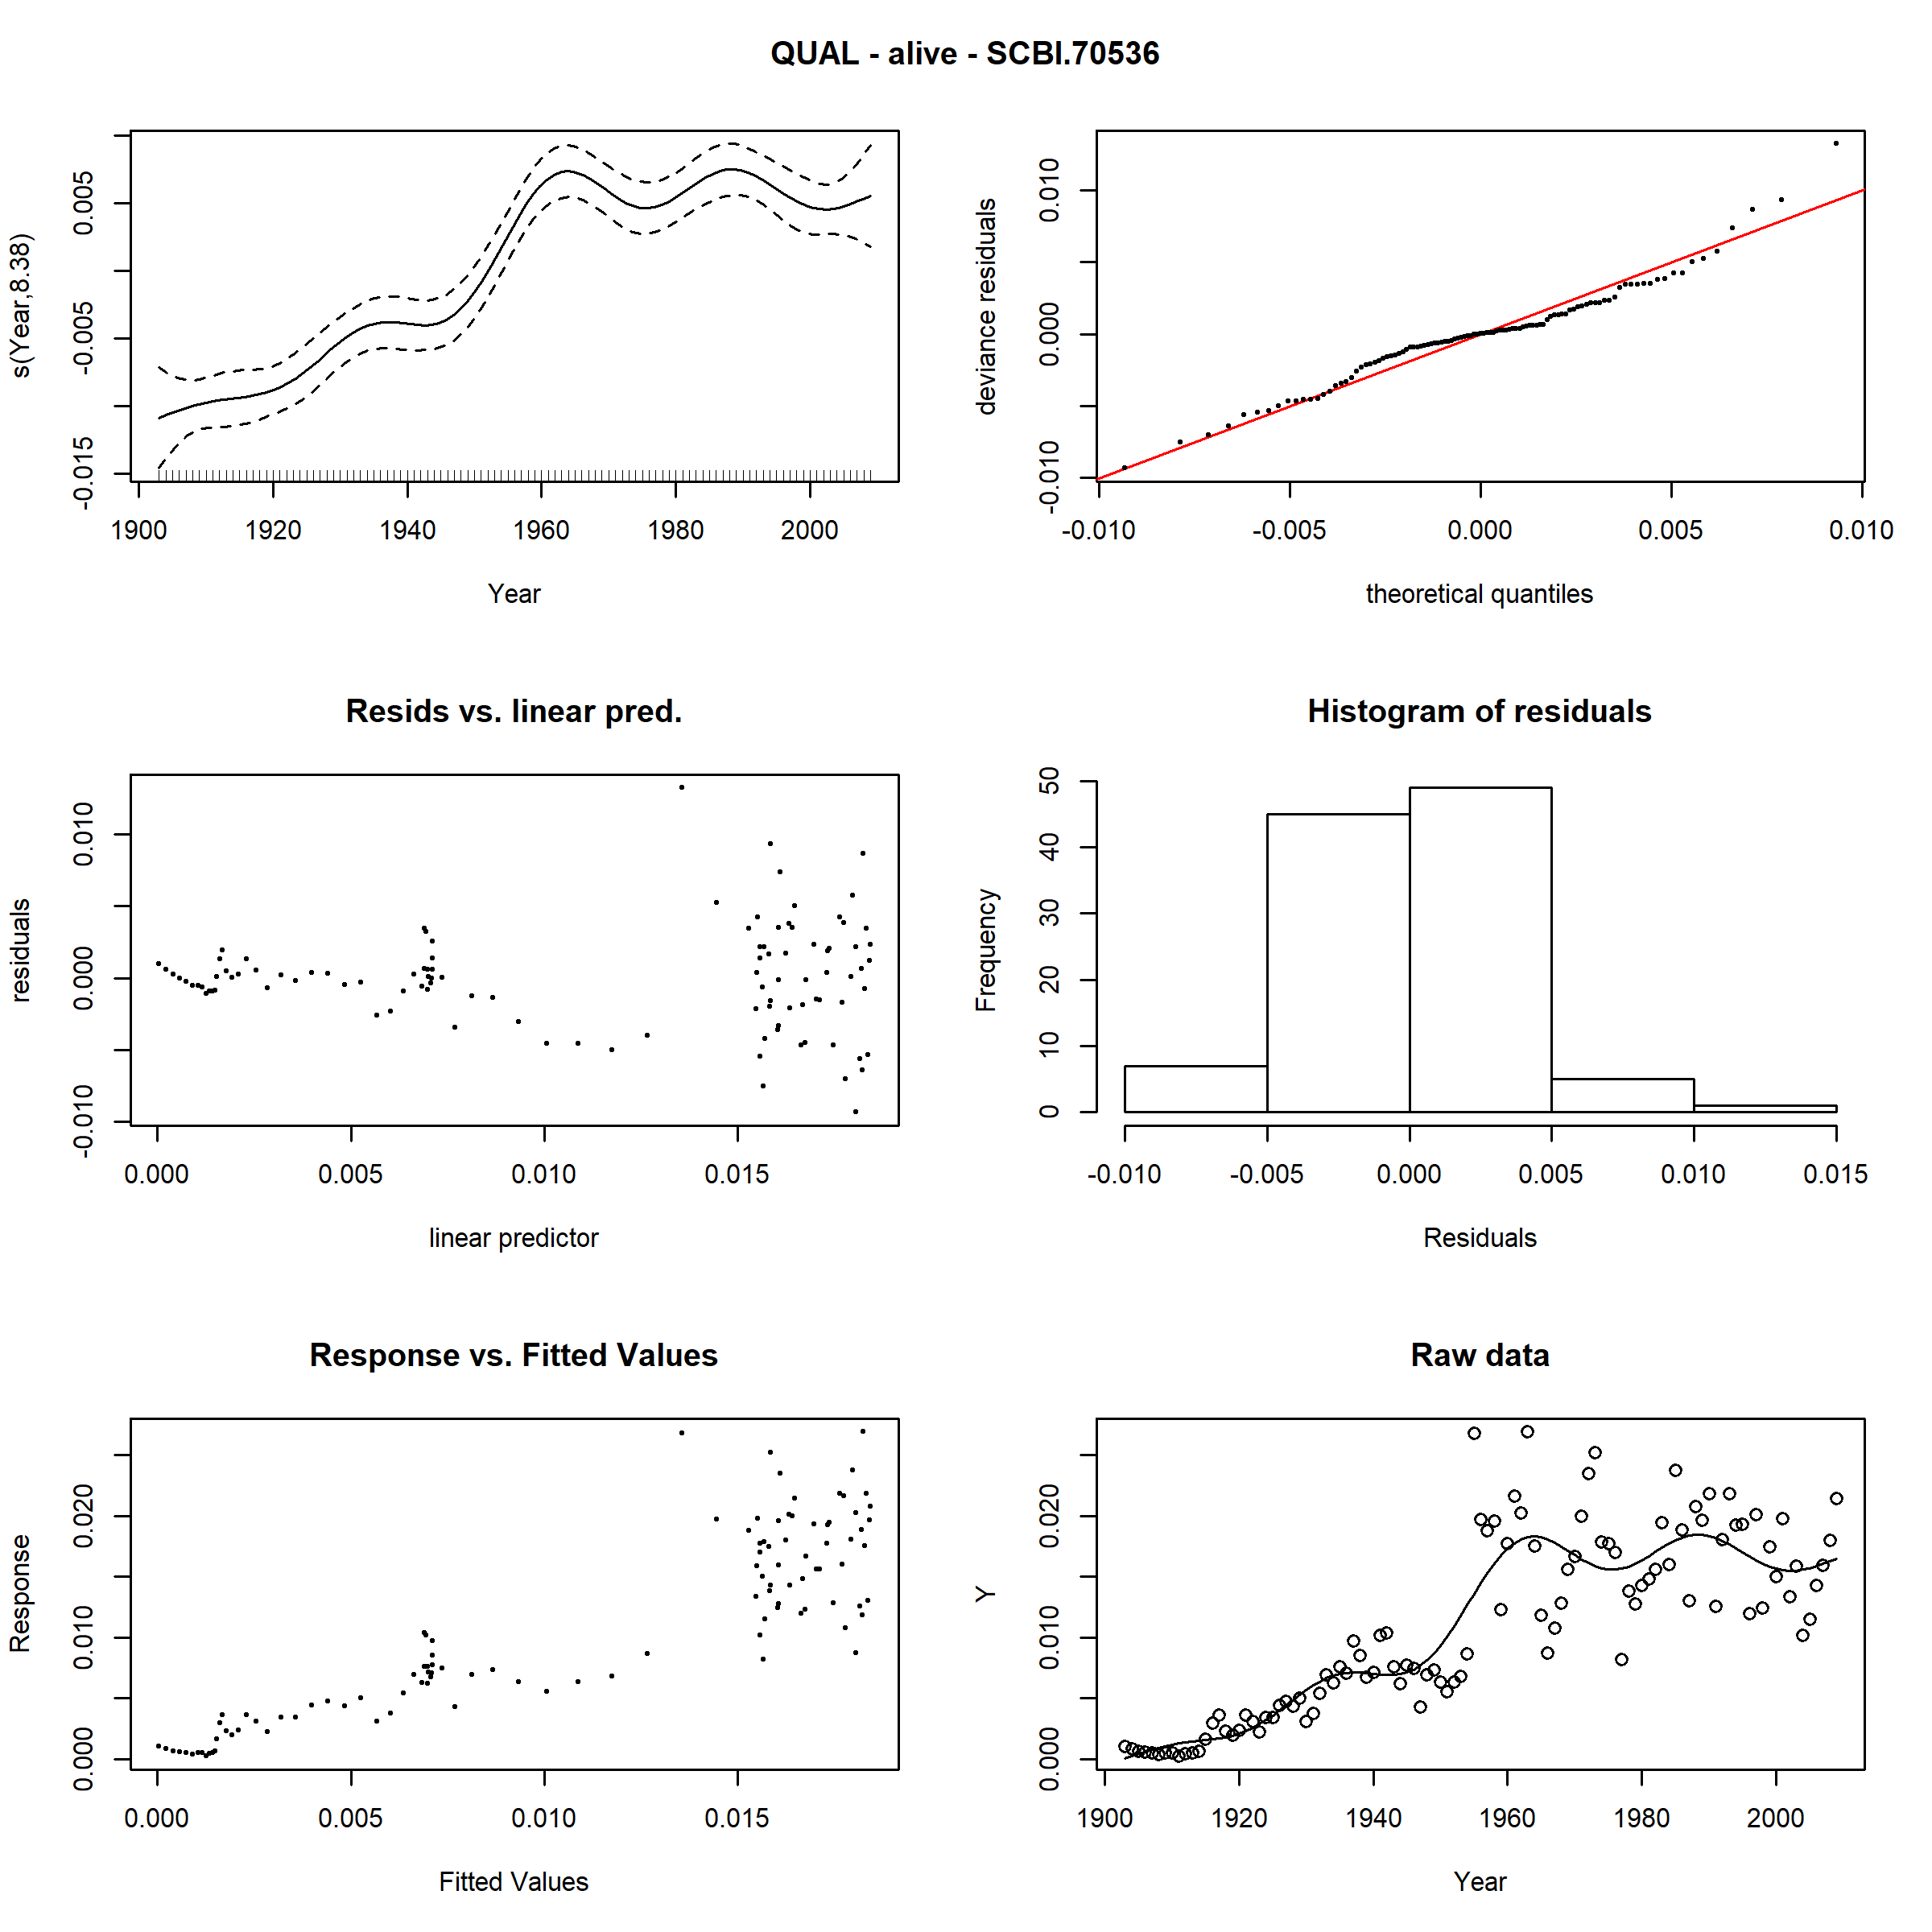 QUAL - alive - SCBI.70536
s(Year,8.38)
-0.015 -0.005 0.005
1900 1920 1940 1960 1980 2000
Year
deviance residuals
-0.010 0.000 0.010
-0.010 -0.005 0.000 0.005 0.010
theoretical quantiles
Resids vs. linear pred.
residuals
-0.010 0.000 0.010
0.000 0.005 0.010 0.015
linear predictor
Histogram of residuals
Frequency
0 10 20 30 40 50
-0.010 -0.005 0.000 0.005 0.010 0.015
Residuals
Response vs. Fitted Values
Response
0.000 0.010 0.020
0.000 0.005 0.010 0.015
Fitted Values
Raw data
Y
0.000 0.010 0.020
1900 1920 1940 1960 1980 2000
Year